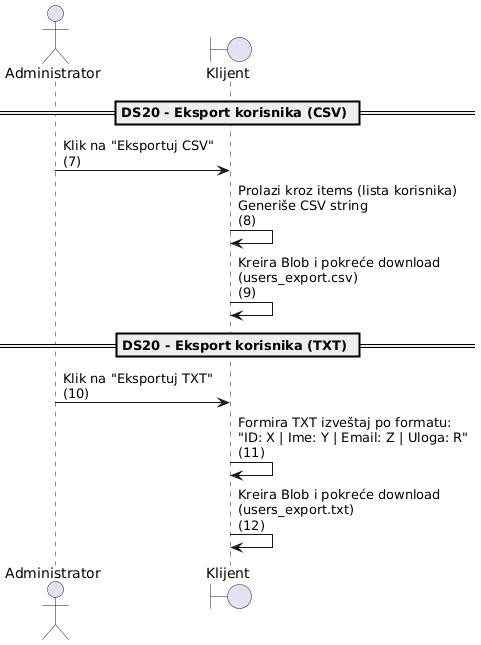 Administrator
Klijent
DS20 - Eksport korisnika (CSV)
Klik na "Eksportuj CSV"
(7)
Prolazi kroz items (lista korisnika)
Generiše CSV string
(8)
Kreira Blob i pokreće download
(users_export.csv)
(9)
DS20 - Eksport korisnika (TXT)
Klik na "Eksportuj TXT"
(10)
Formira TXT izveštaj po formatu:
"ID: X | Ime: Y | Email: Z | Uloga: R"
(11)
Kreira Blob i pokreće download
(users_export.txt)
(12)
Administrator
Klijent